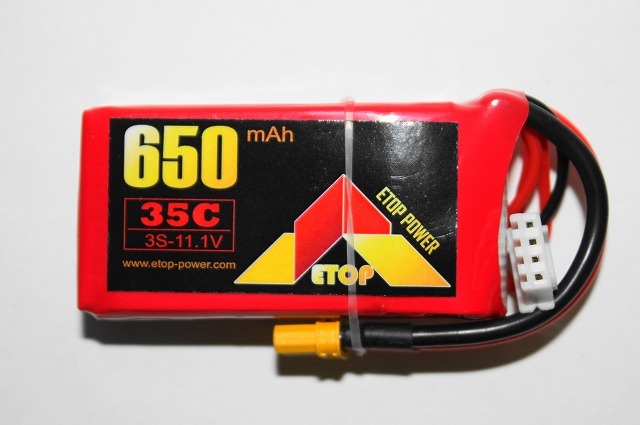 650 mAh
35C
3S-11.1V
www.etop-power.com
ETOP POWER
ETOP